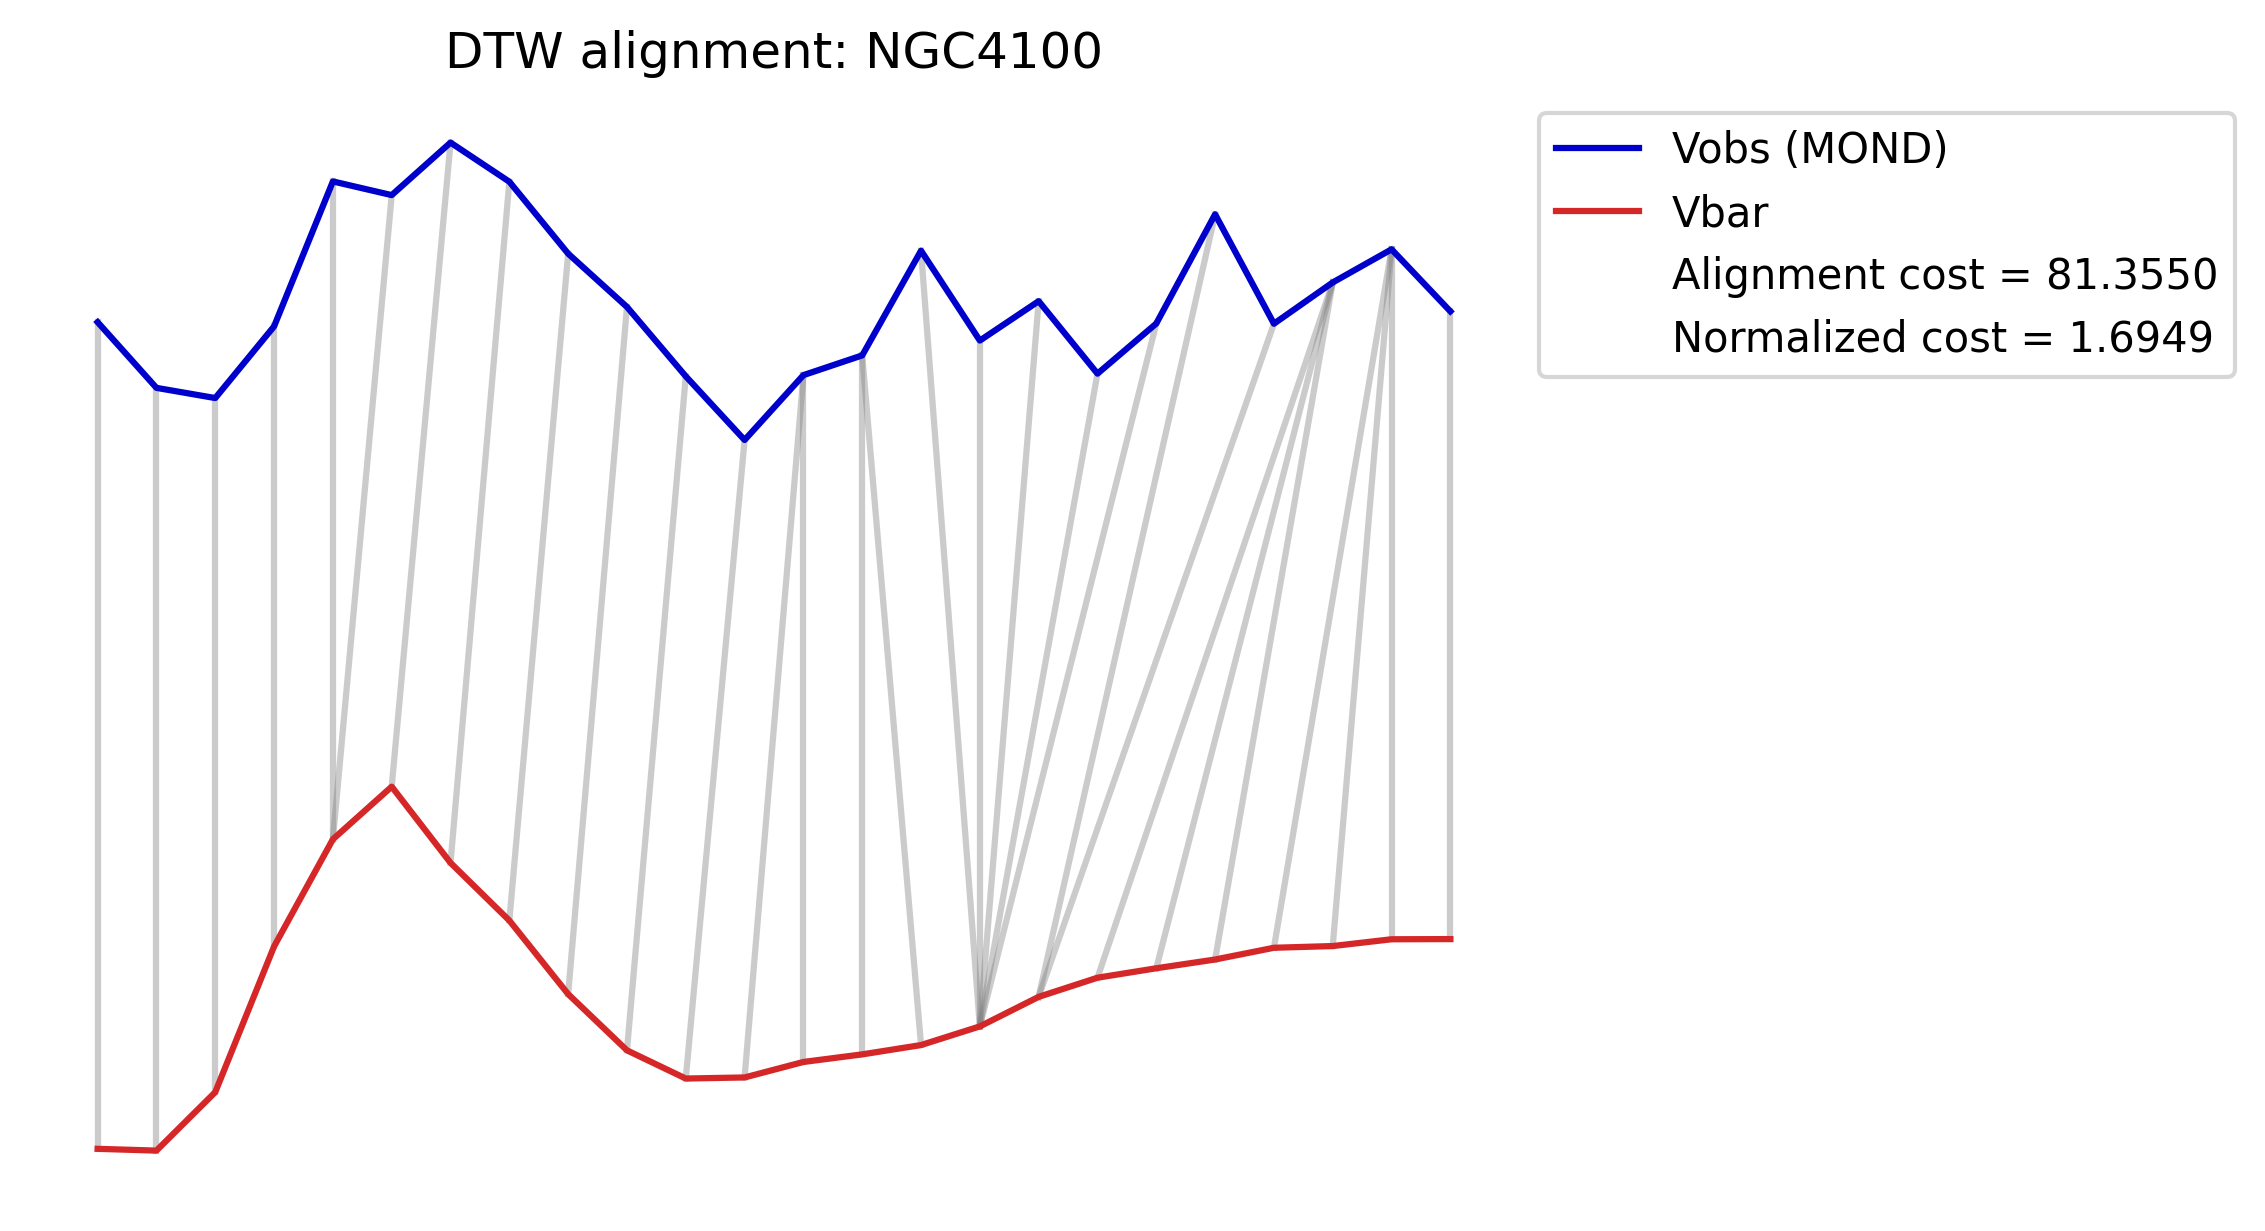 DTW alignment: NGC4100
Vobs (MOND)
Vbar
Alignment cost = 81.3550
Normalized cost = 1.6949